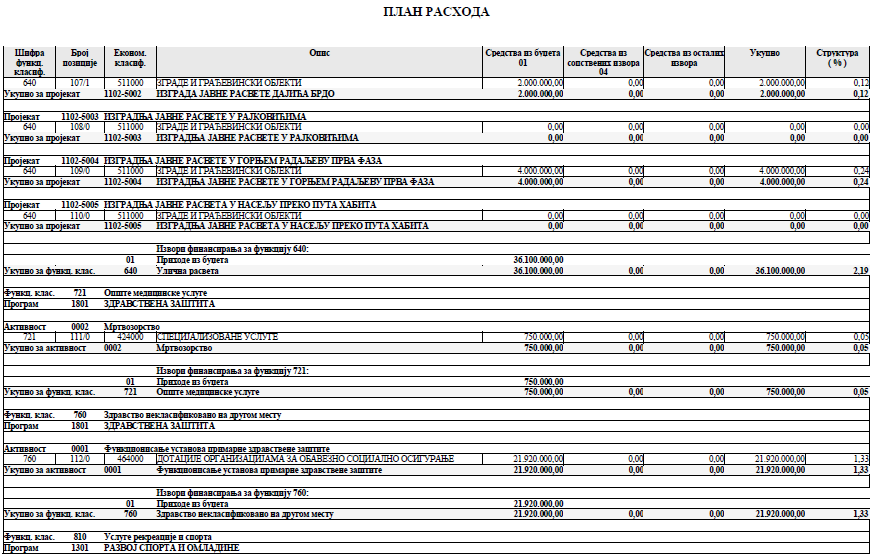 ПЛАН РАСХОДА
Шифра функц. класиф. Број позиције Економ. класиф. Опис Средства из буџета 01 Средства из сопствених извора 04 Средства из осталих извора Укупно Структура ( % )
640 107/1 511000 ЗГРАДЕ И ГРАЂЕВИНСКИ ОБЈЕКТИ 2.000.000,00 0,00 0,00 2.000.000,00 0,12
Укупно за пројекат 1102-5002 ИЗГРАДА ЈАВНЕ РАСВЕТЕ ДАЛИЋА БРДО 2.000.000,00 0,00 0,00 2.000.000,00 0,12
Пројекат 1102-5003 ИЗГРАДЊА ЈАВНЕ РАСВЕТЕ У РАЈКОВИЋИМА
640 108/0 511000 ЗГРАДЕ И ГРАЂЕВИНСКИ ОБЈЕКТИ 0,00 0,00 0,00 0,00 0,00
Укупно за пројекат 1102-5003 ИЗГРАДЊА ЈАВНЕ РАСВЕТЕ У РАЈКОВИЋИМА 0,00 0,00 0,00 0,00 0,00
Пројекат 1102-5004 ИЗГРАДЊА ЈАВНЕ РАСВЕТЕ У ГОРЊЕМ РАДАЉЕВУ ПРВА ФАЗА
640 109/0 511000 ЗГРАДЕ И ГРАЂЕВИНСКИ ОБЈЕКТИ 4.000.000,00 0,00 0,00 4.000.000,00 0,24
Укупно за пројекат 1102-5004 ИЗГРАДЊА ЈАВНЕ РАСВЕТЕ У ГОРЊЕМ РАДАЉЕВУ ПРВА ФАЗА 4.000.000,00 0,00 0,00 4.000.000,00 0,24
Пројекат 1102-5005 ИЗГРАДЊА ЈАВНЕ РАСВЕТА У НАСЕЉУ ПРЕКО ПУТА ХАБИТА
640 110/0 511000 ЗГРАДЕ И ГРАЂЕВИНСКИ ОБЈЕКТИ 0,00 0,00 0,00 0,00 0,00
Укупно за пројекат 1102-5005 ИЗГРАДЊА ЈАВНЕ РАСВЕТА У НАСЕЉУ ПРЕКО ПУТА ХАБИТА 0,00 0,00 0,00 0,00 0,00
Извори финансирања за функцију 640:
01 Приходе из буџета 36.100.000,00
Укупно за функц. клас. 640 Улична расвета 36.100.000,00 0,00 0,00 36.100.000,00 2,19
Функц. клас. 721 Опште медицинске услуге
Програм 1801 ЗДРАВСТВЕНА ЗАШТИТА
Активност 0002 Мртвозорство
721 111/0 424000 СПЕЦИЈАЛИЗОВАНЕ УСЛУГЕ 750.000,00 0,00 0,00 750.000,00 0,05
Укупно за активност 0002 Мртвозорство 750.000,00 0,00 0,00 750.000,00 0,05
Извори финансирања за функцију 721:
01 Приходе из буџета 750.000,00
Укупно за функц. клас. 721 Опште медицинске услуге 750.000,00 0,00 0,00 750.000,00 0,05
Функц. клас. 760 Здравство некласификовано на другом месту
Програм 1801 ЗДРАВСТВЕНА ЗАШТИТА
Активност 0001 Функционисање установа примарне здравствене заштите
760 112/0 464000 ДОТАЦИЈЕ ОРГАНИЗАЦИЈАМА ЗА ОБАВЕЗНО СОЦИЈАЛНО ОСИГУРАЊЕ 21.920.000,00 0,00 0,00 21.920.000,00 1,33
Укупно за активност 0001 Функционисање установа примарне здравствене заштите 21.920.000,00 0,00 0,00 21.920.000,00 1,33
Извори финансирања за функцију 760:
01 Приходе из буџета 21.920.000,00
Укупно за функц. клас. 760 Здравство некласификовано на другом месту 21.920.000,00 0,00 0,00 21.920.000,00 1,33
Функц. клас. 810 Услуге рекреације и спорта
Програм 1301 РАЗВОЈ СПОРТА И ОМЛАДИНЕ